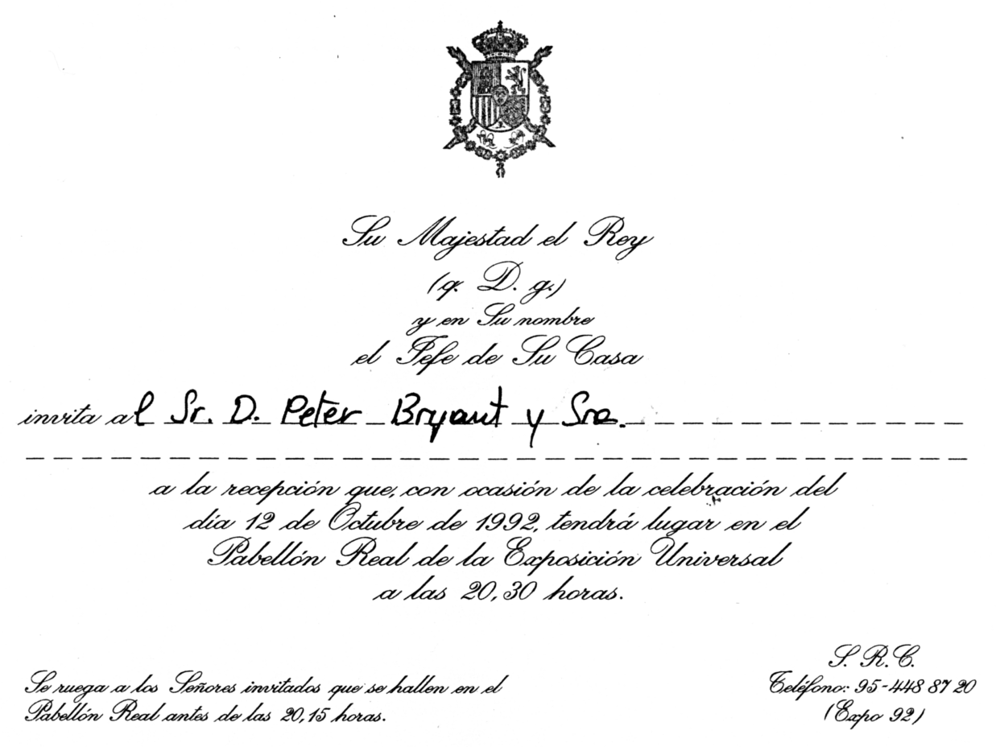 Su Majestad el Rey
(q. D. g.)
y en Su nombre
el Jefe de Su Casa
invita al Sr. D. Peter Bryant y Sra.
a la recepción que, con ocasión de la celebración del
día 12 de Octubre de 1992, tendrá lugar en el
Pabellón Real de la Exposición Universal
a las 20,30 horas.
Se ruega a los Señores invitados que se hallen en el
Pabellón Real antes de las 20,15 horas.
S. R. C.
Teléfono: 95-448 87 20
(Expo 92)